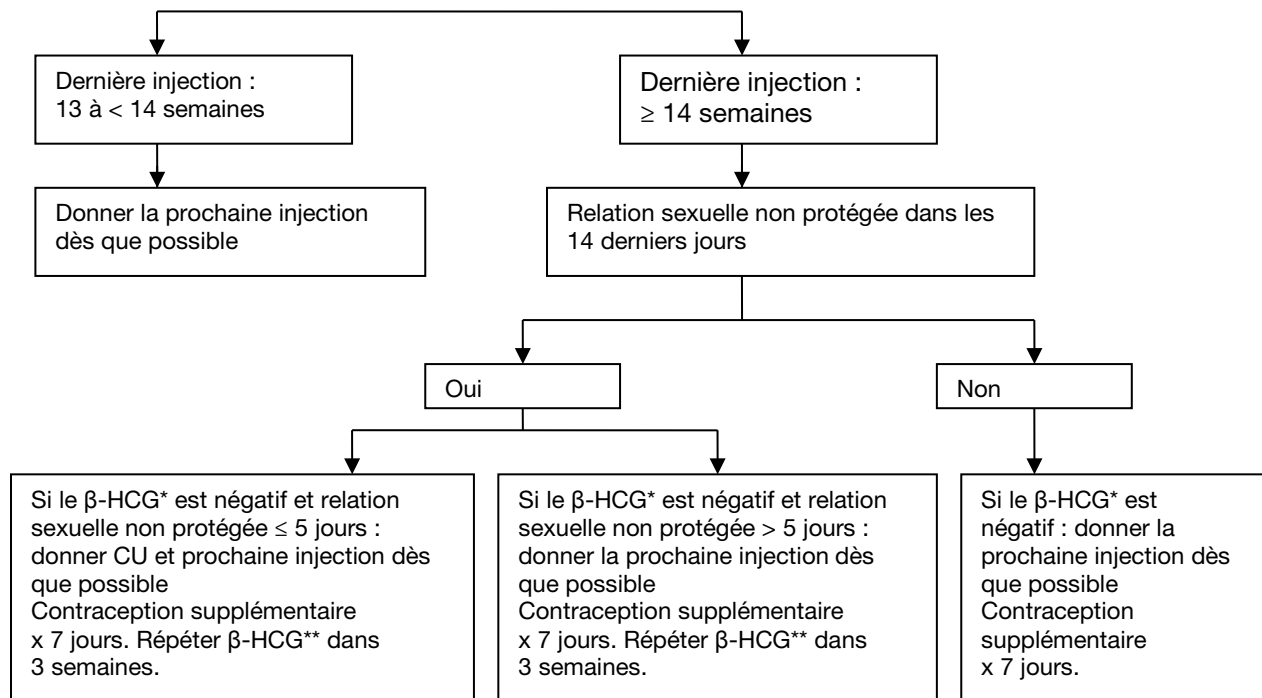 Dernière injection :
13 à < 14 semaines
Dernière injection :
≥ 14 semaines
Donner la prochaine injection
dès que possible
Relation sexuelle non protégée dans les
14 derniers jours
Oui
Non
Si le β-HCG* est négatif et relation
sexuelle non protégée ≤ 5 jours :
donner CU et prochaine injection dès
que possible
Contraception supplémentaire
x 7 jours. Répéter β-HCG** dans
3 semaines.
Si le β-HCG* est négatif et relation
sexuelle non protégée > 5 jours :
donner la prochaine injection dès
que possible
Contraception supplémentaire
x 7 jours. Répéter β-HCG** dans
3 semaines.
Si le β-HCG* est
négatif : donner la
prochaine injection dès
que possible
Contraception
supplémentaire
x 7 jours.